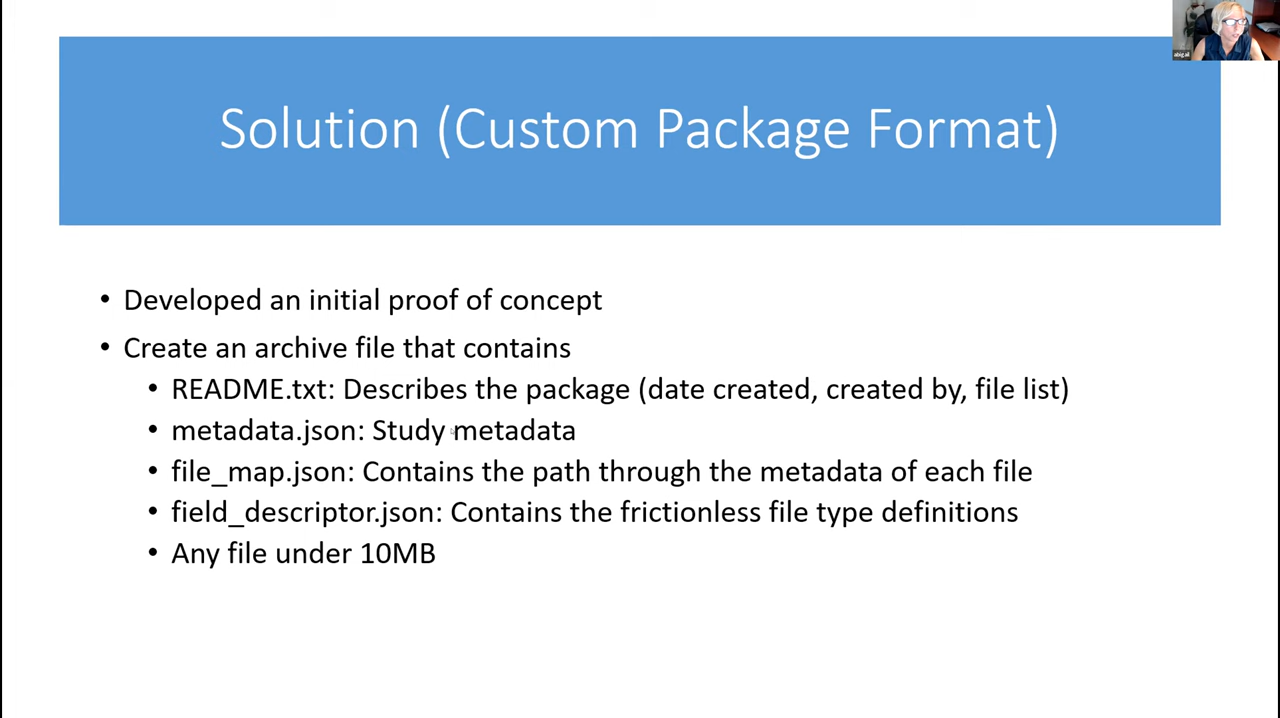 Solution (Custom Package Format)
• Developed an initial proof of concept
• Create an archive file that contains
• README.txt: Describes the package (date created, created by, file list)
• metadata.json: Study metadata
• file_map.json: Contains the path through the metadata of each file
• field_descriptor.json: Contains the frictionless file type definitions
• Any file under 10MB
abigail